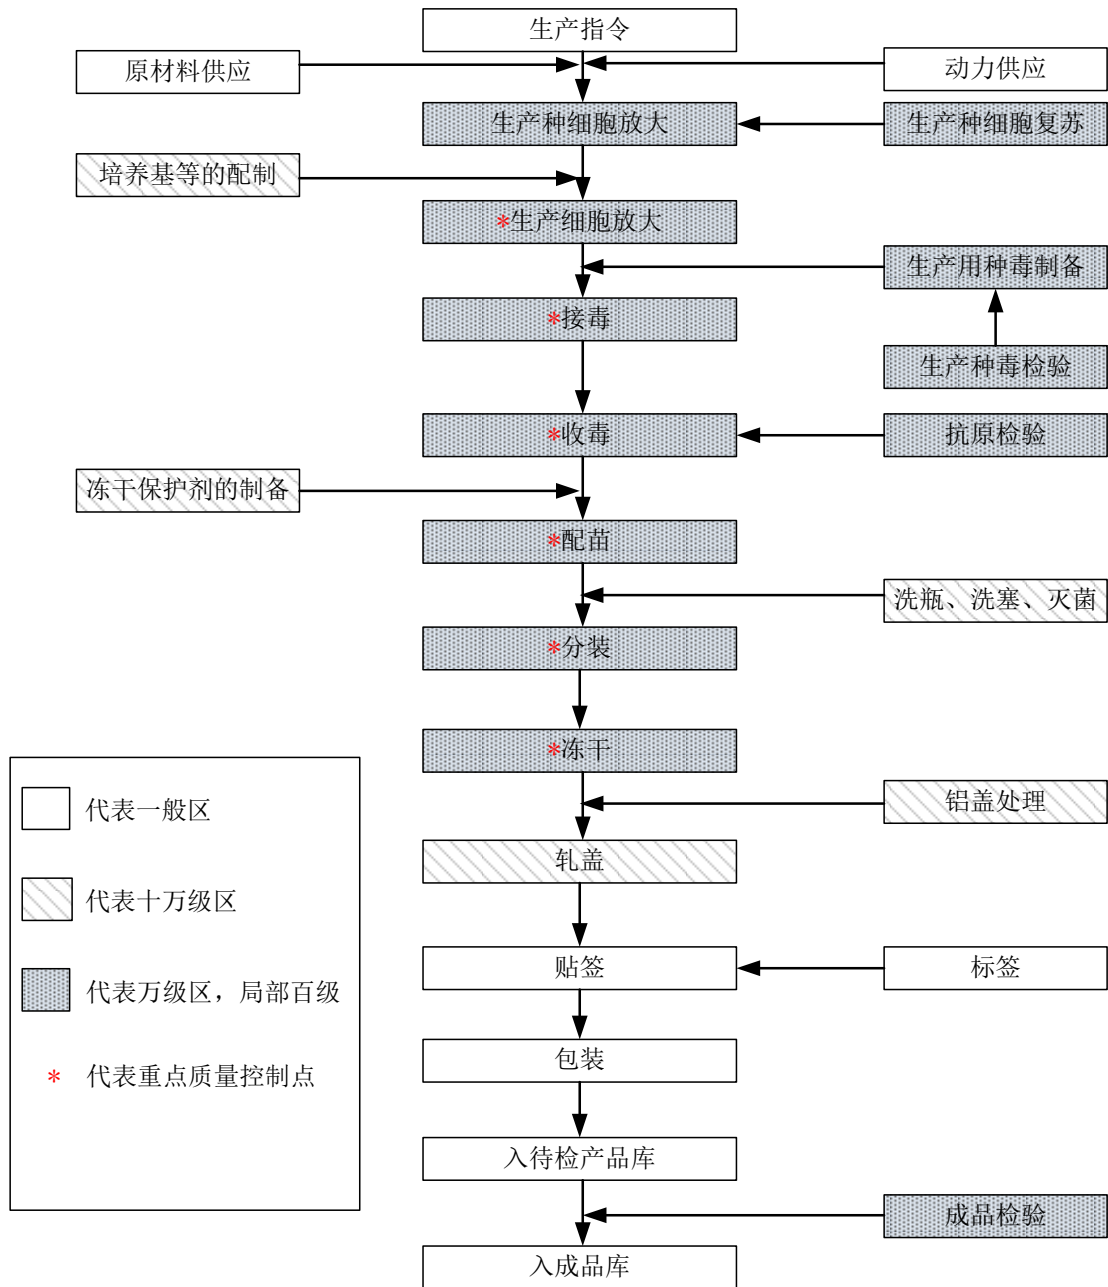 生产指令
原材料供应
动力供应
生产种细胞放大
生产种细胞复苏
培养基等的配制
*生产细胞放大
生产用种毒制备
*接毒
生产种毒检验
*收毒
抗原检验
冻干保护剂的制备
*配苗
洗瓶、洗塞、灭菌
*分装
*冻干
铝盖处理
轧盖
贴签
标签
包装
入待检产品库
成品检验
入成品库
代表一般区
代表十万级区
代表万级区，局部百级
* 代表重点质量控制点